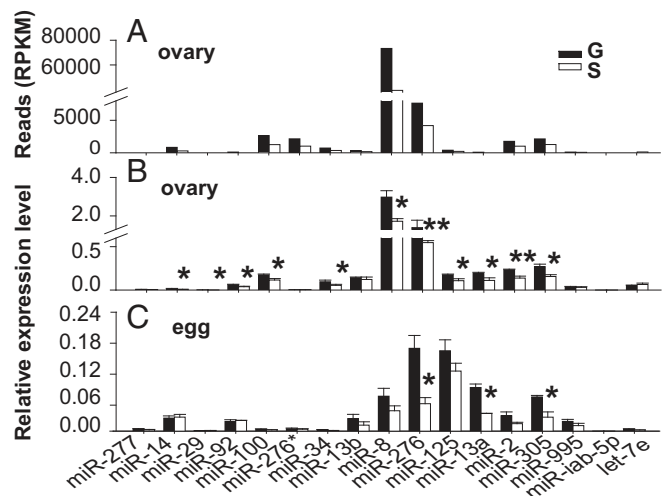 A
ovary
G
S
Reads (RPKM)
80000
60000
5000
0
B
ovary
4.0
2.0
0.5
0.0
* * * * * * ** * * ** *
Relative expression level
C
egg
0.24
0.18
0.12
0.06
0.00
* * *
miR-277
miR-14
miR-29
miR-92
miR-100
miR-276*
miR-34
miR-13b
miR-8
miR-276
miR-125
miR-13a
miR-2
miR-305
miR-995
miR-iab-5p
let-7e